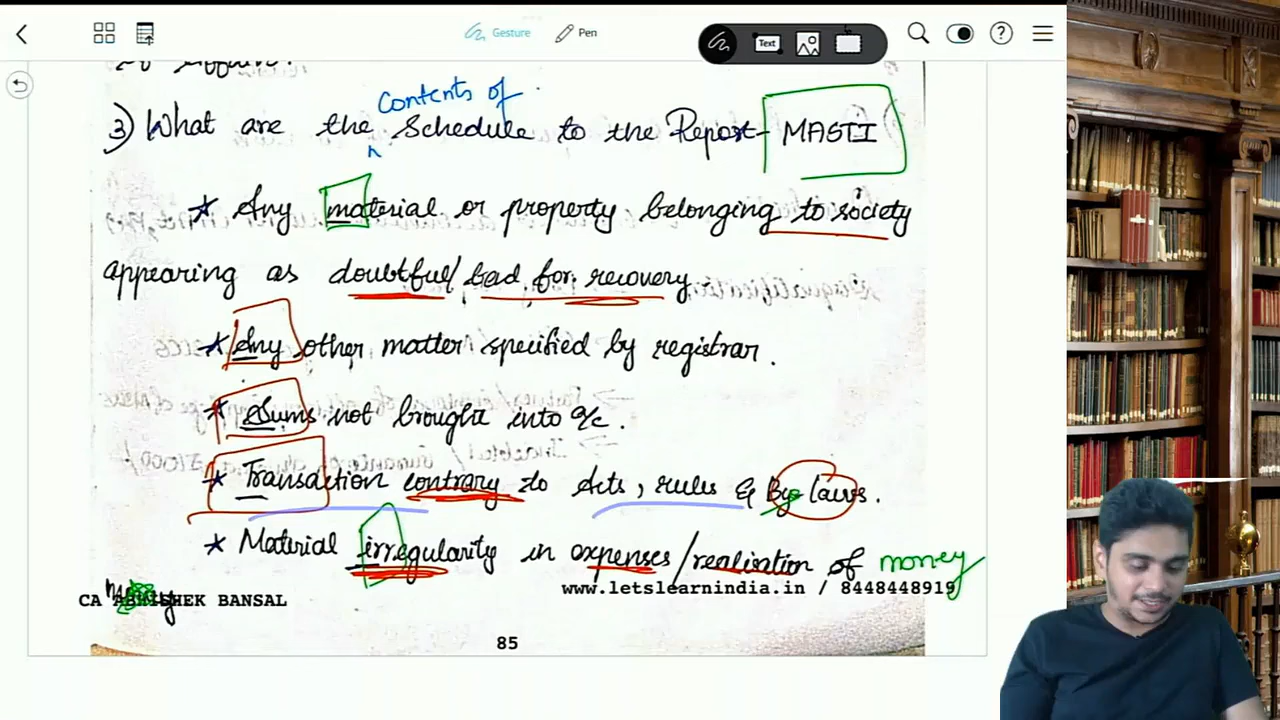 Gesture Pen Text
Contents of
3) What are the Schedule to the Report- MASTI
★ Any material or property belonging to society
appearing as doubtful/bad for recovery.
★ Any other matter specified by registrar.
★ Sums not brought into a/c.
★ Transaction contrary to Acts, rules & By laws.
★ Material irregularity in expenses/realisation of money
www.letslearnindia.in / 8448448919
CA ABHISHEK BANSAL
85